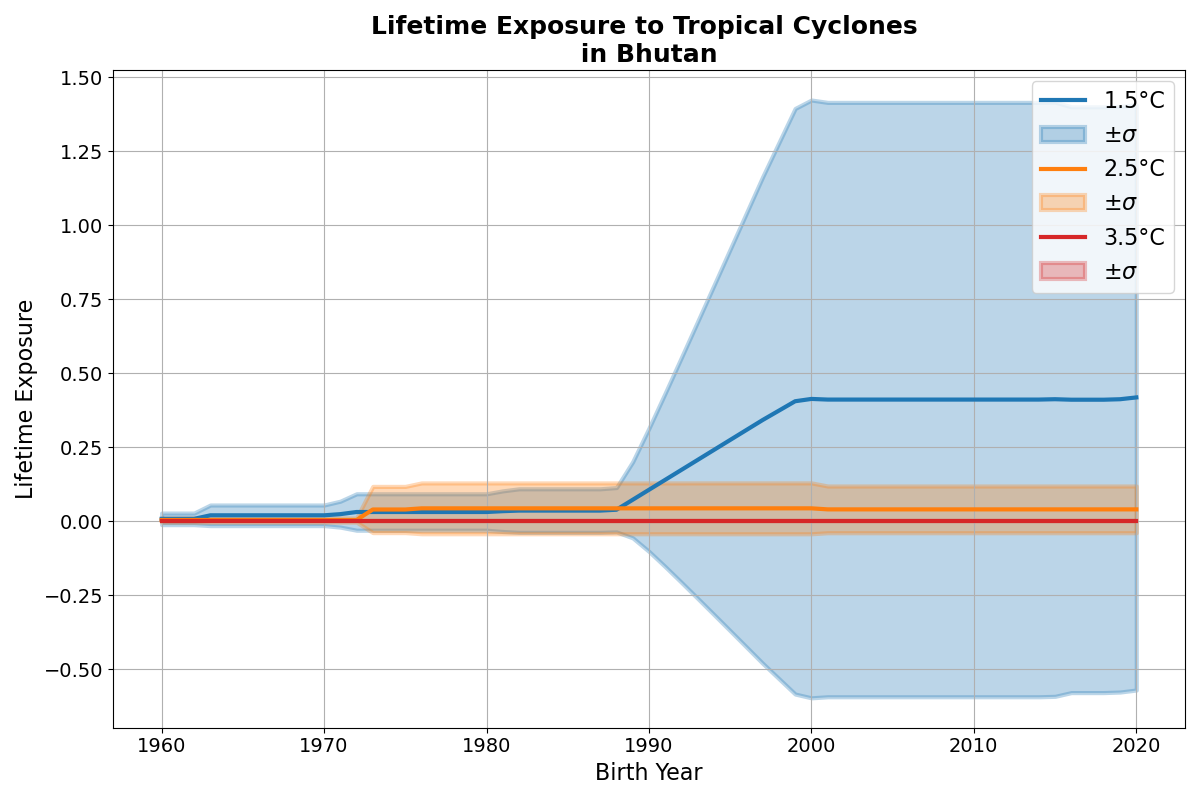 Lifetime Exposure to Tropical Cyclones
in Bhutan
1.50
1.25
1.00
0.75
0.50
0.25
0.00
−0.25
−0.50
Lifetime Exposure
1.5°C
±σ
2.5°C
±σ
3.5°C
±σ
1960
1970
1980
1990
2000
2010
2020
Birth Year